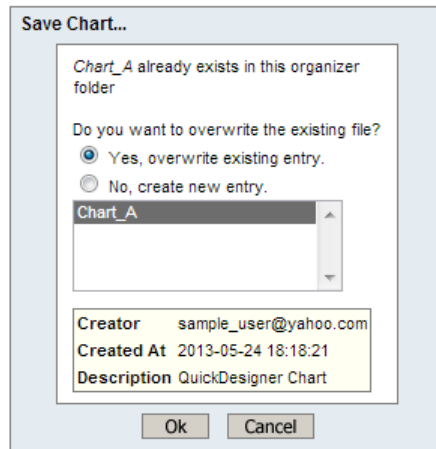 Save Chart...
Chart_A already exists in this organizer
folder
Do you want to overwrite the existing file?
Yes, overwrite existing entry.
No, create new entry.
Chart_A
Creator sample_user@yahoo.com
Created At 2013-05-24 18:18:21
Description QuickDesigner Chart
Ok Cancel